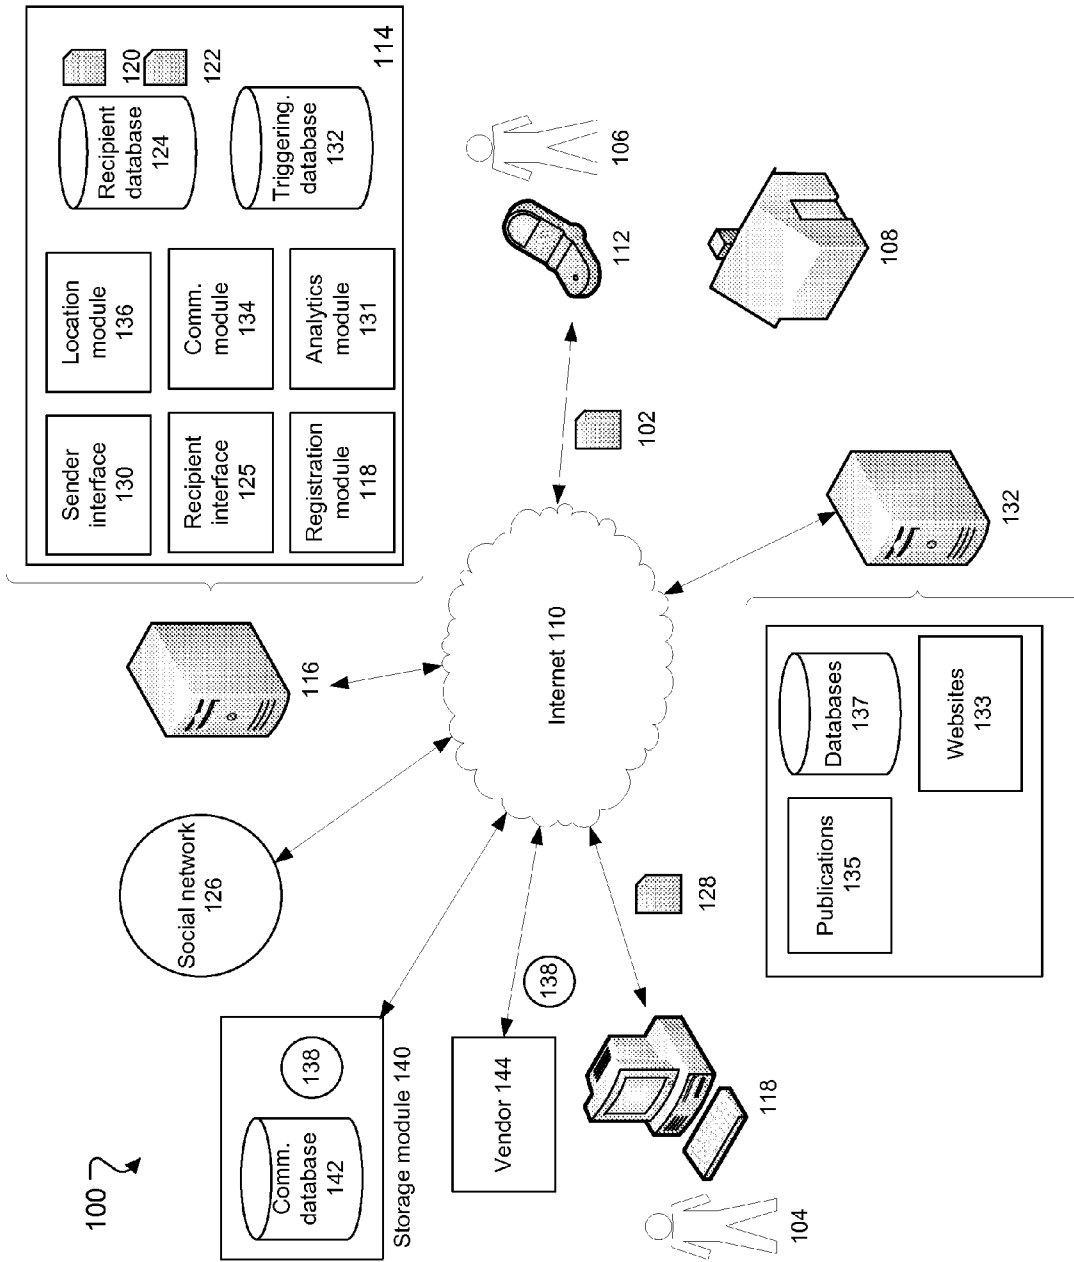 100
Comm.
database
142
138
Storage module 140
Social network
126
116
Sender
interface
130
Location
module
136
Recipient
database
124
120
122
Recipient
interface
125
Comm.
module
134
Triggering.
database
132
Registration
module
118
Analytics
module
131
114
Vendor 144
138
Internet 110
102
112
106
104
118
128
108
Publications
135
Databases
137
Websites
133
132